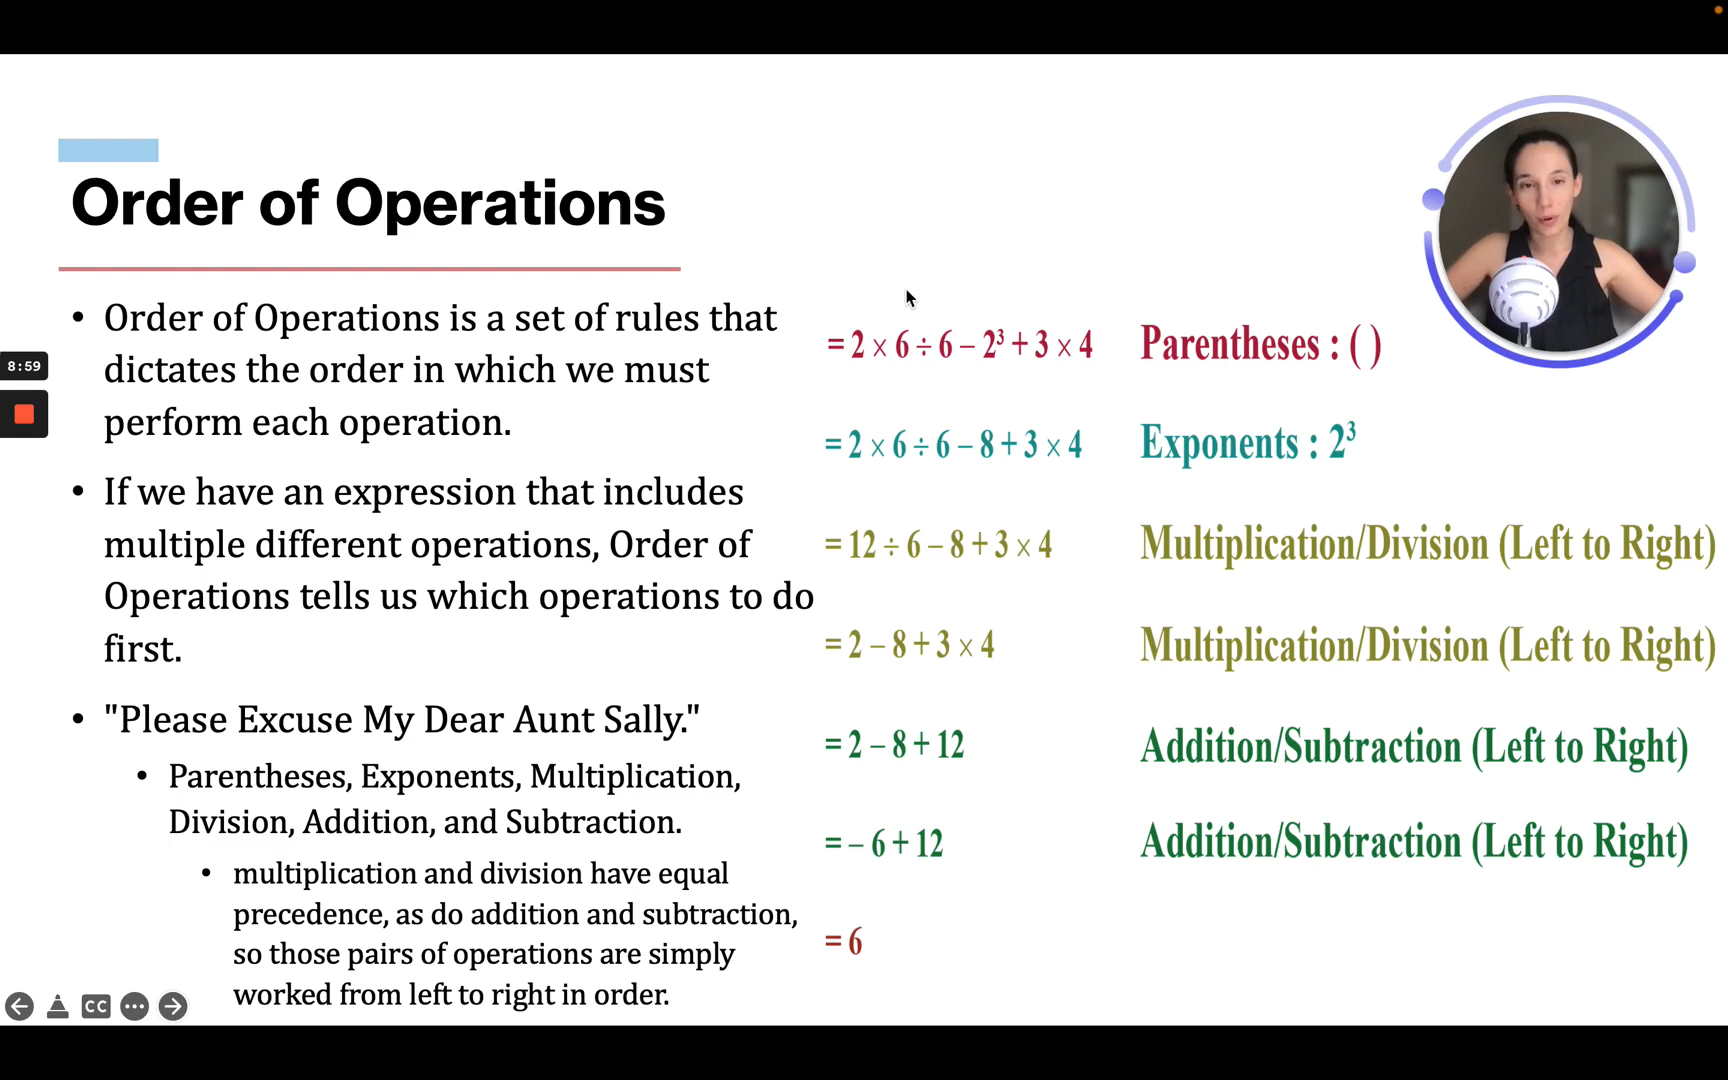 Order of Operations
• Order of Operations is a set of rules that
dictates the order in which we must
perform each operation.
• If we have an expression that includes
multiple different operations, Order of
Operations tells us which operations to do
first.
• "Please Excuse My Dear Aunt Sally."
• Parentheses, Exponents, Multiplication,
Division, Addition, and Subtraction.
• multiplication and division have equal
precedence, as do addition and subtraction,
so those pairs of operations are simply
worked from left to right in order.
= 2 × 6 ÷ 6 – 2³ + 3 × 4 Parentheses : ( )
= 2 × 6 ÷ 6 – 8 + 3 × 4 Exponents : 2³
= 12 ÷ 6 – 8 + 3 × 4 Multiplication/Division (Left to Right)
= 2 – 8 + 3 × 4 Multiplication/Division (Left to Right)
= 2 – 8 + 12 Addition/Subtraction (Left to Right)
= – 6 + 12 Addition/Subtraction (Left to Right)
= 6
8:59
CC